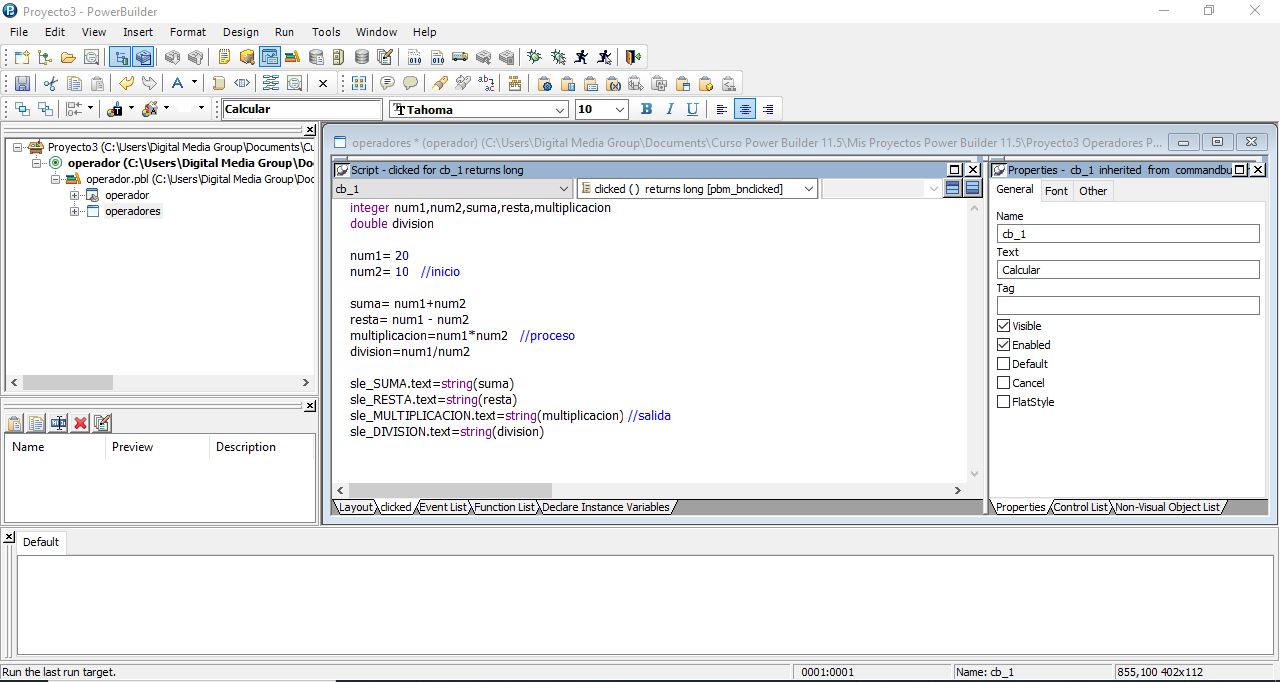 Proyecto3 - PowerBuilder
File Edit View Insert Format Design Run Tools Window Help
Calcular Tahoma 10 B I U
Proyecto3 (C:\Users\Digital Media Group\Documents\Cu
operador (C:\Users\Digital Media Group\Do
operador.pbl (C:\Users\Digital Media Group\Doc
operador
operadores
Name Preview Description
operadores * (operador) (C:\Users\Digital Media Group\Documents\Curso Power Builder 11.5\Mis Proyectos Power Builder 11.5\Proyecto3 Operadores P...
Script - clicked for cb_1 returns long
cb_1 clicked ( ) returns long [pbm_bnclicked]
integer num1,num2,suma,resta,multiplicacion
double division
num1= 20
num2= 10 //inicio
suma= num1+num2
resta= num1 - num2
multiplicacion=num1*num2 //proceso
division=num1/num2
sle_SUMA.text=string(suma)
sle_RESTA.text=string(resta)
sle_MULTIPLICACION.text=string(multiplicacion) //salida
sle_DIVISION.text=string(division)
Layout clicked Event List Function List Declare Instance Variables
Properties - cb_1 inherited from commandbu
General Font Other
Name
cb_1
Text
Calcular
Tag
Visible
Enabled
Default
Cancel
FlatStyle
Properties Control List Non-Visual Object List
Default
Run the last run target. 0001:0001 Name: cb_1 855,100 402x112